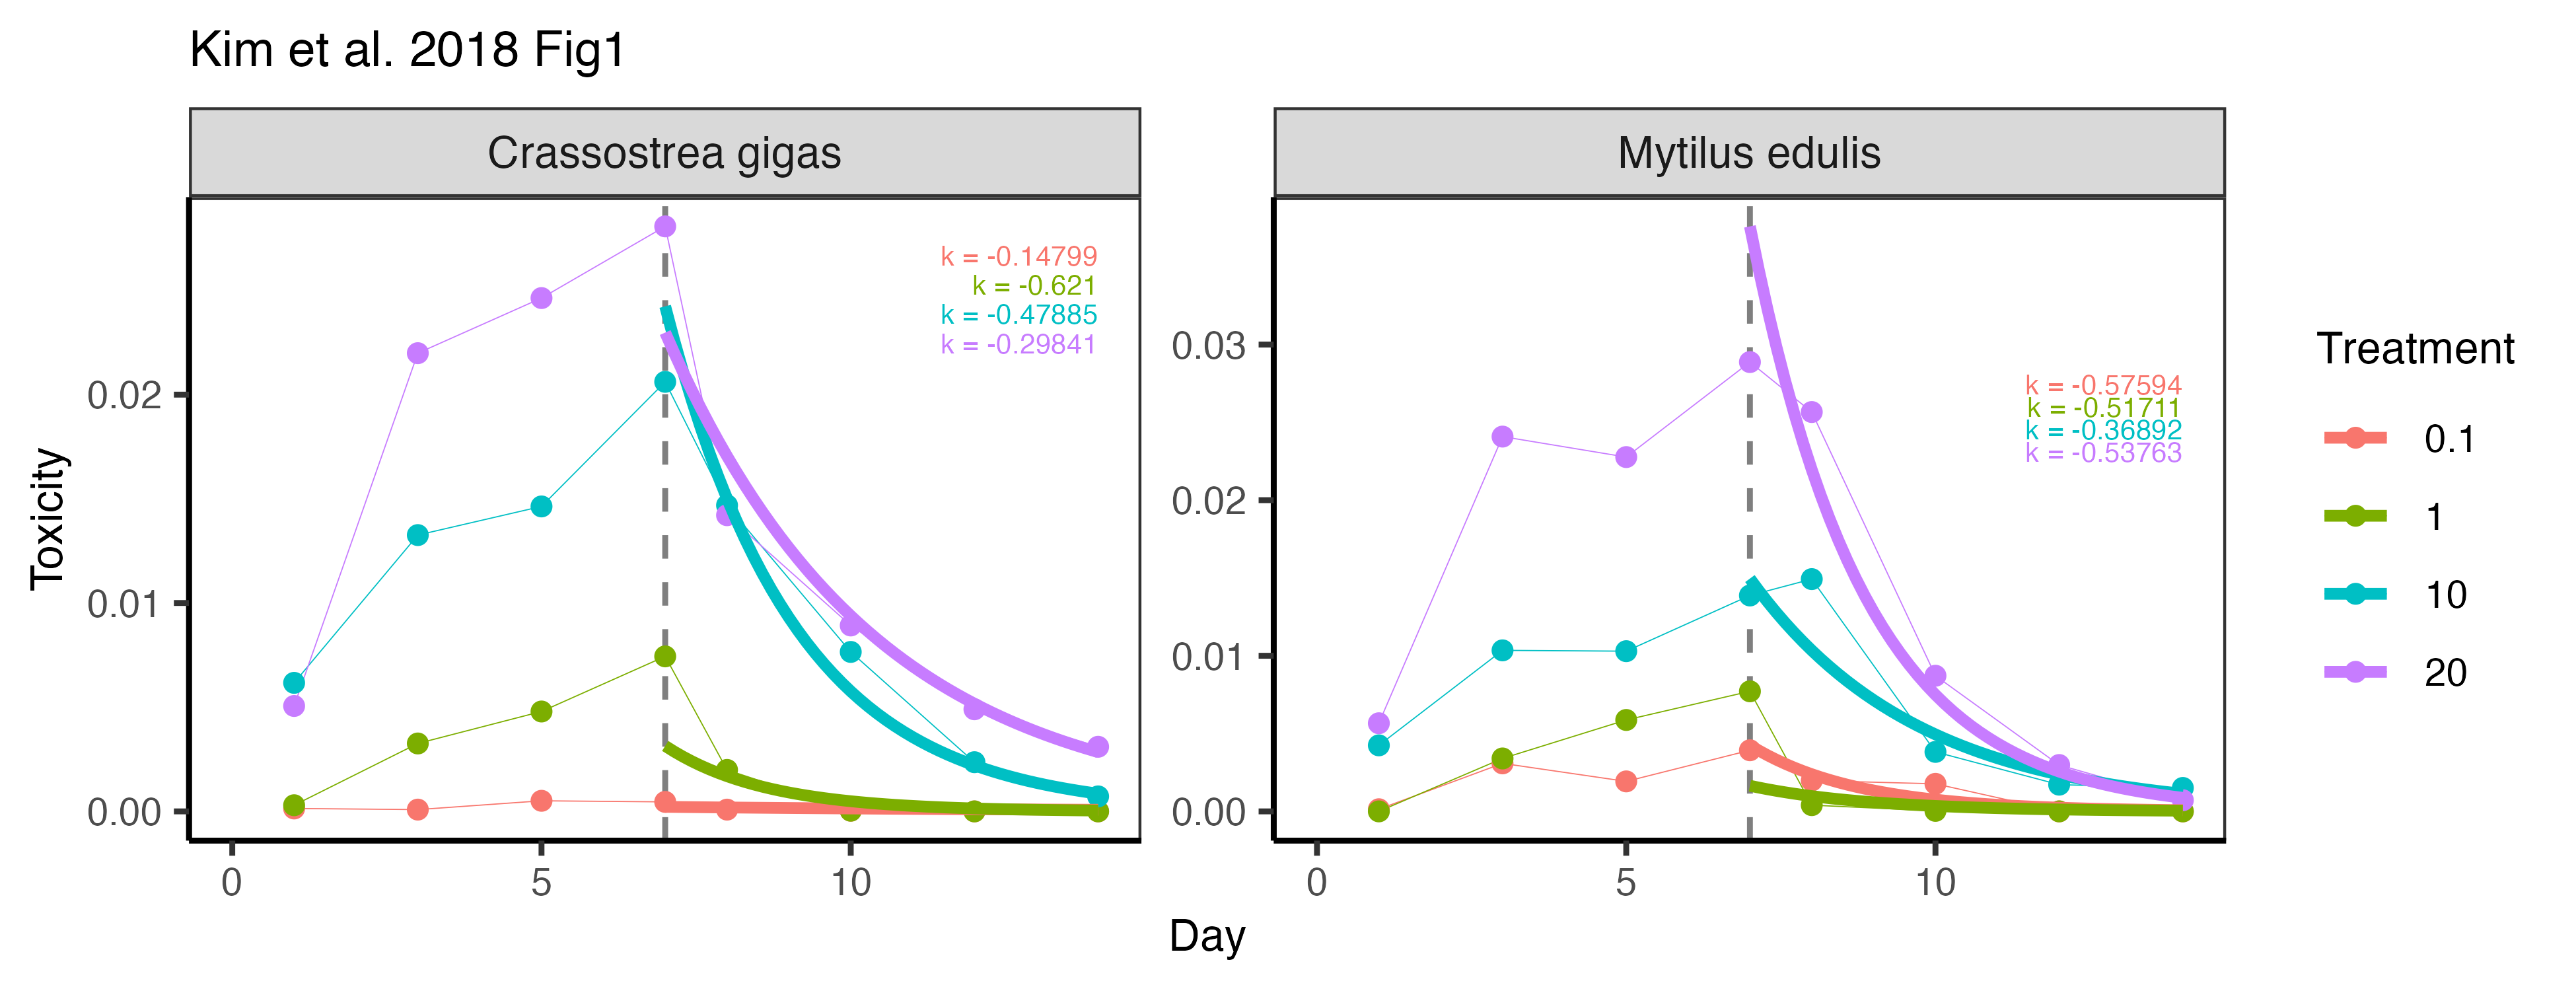 Kim et al. 2018 Fig1
Crassostrea gigas
Mytilus edulis
Toxicity
0.02
0.01
0.00
k = -0.14799
k = -0.621
k = -0.47885
k = -0.29841
0 5 10
0.03
0.02
0.01
0.00
k = -0.57594
k = -0.51711
k = -0.36892
k = -0.53763
0 5 10
Day
Treatment
0.1
1
10
20